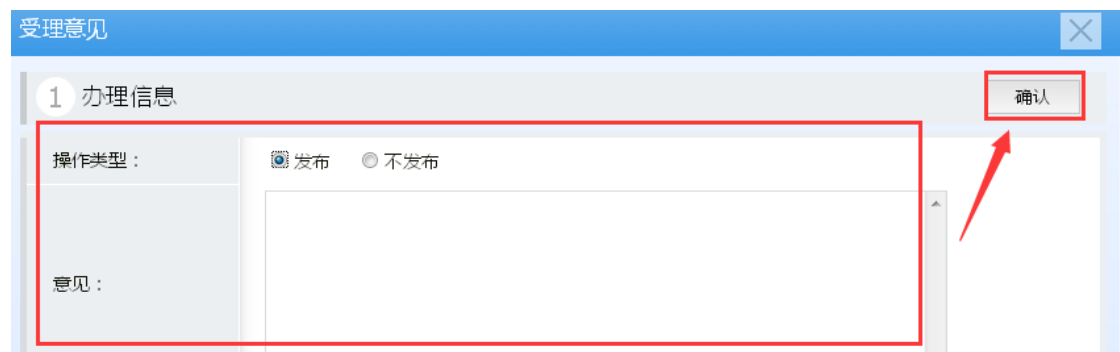 受理意见
1 办理信息
确认
操作类型：
发布 不发布
意见：